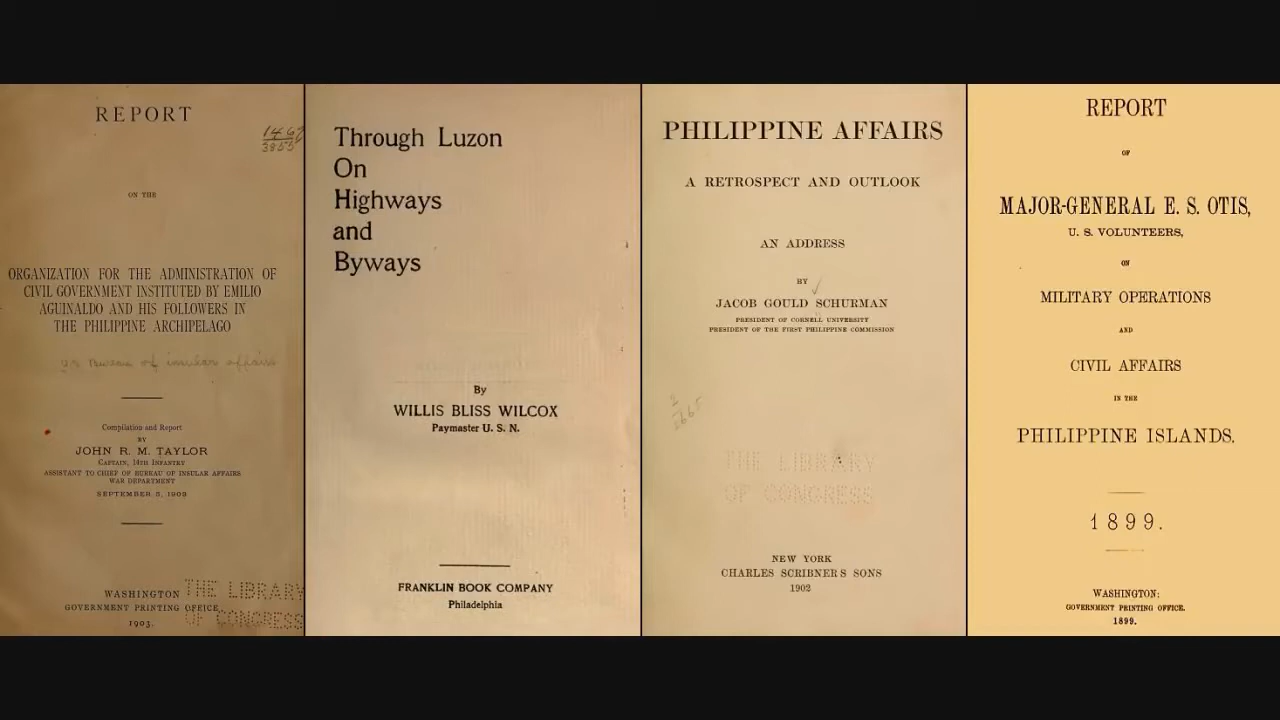 REPORT
ON THE
ORGANIZATION FOR THE ADMINISTRATION OF
CIVIL GOVERNMENT INSTITUTED BY EMILIO
AGUINALDO AND HIS FOLLOWERS IN
THE PHILIPPINE ARCHIPELAGO
Bureau of insular affairs
Compilation and Report
BY
JOHN R. M. TAYLOR
CAPTAIN, 14TH INFANTRY
ASSISTANT TO CHIEF OF BUREAU OF INSULAR AFFAIRS
WAR DEPARTMENT
THE LIBRARY
OF CONGRESS
WASHINGTON
GOVERNMENT PRINTING OFFICE
1903.
Through Luzon
On
Highways
and
Byways
By
WILLIS BLISS WILCOX
Paymaster U. S. N.
FRANKLIN BOOK COMPANY
Philadelphia
PHILIPPINE AFFAIRS
A RETROSPECT AND OUTLOOK
AN ADDRESS
BY
JACOB GOULD SCHURMAN
PRESIDENT OF CORNELL UNIVERSITY
PRESIDENT OF THE FIRST PHILIPPINE COMMISSION
THE LIBRARY
OF CONGRESS
NEW YORK
CHARLES SCRIBNER'S SONS
1902
REPORT
OF
MAJOR-GENERAL E. S. OTIS,
U. S. VOLUNTEERS,
ON
MILITARY OPERATIONS
AND
CIVIL AFFAIRS
IN THE
PHILIPPINE ISLANDS.
1899.
WASHINGTON:
GOVERNMENT PRINTING OFFICE.
1899.